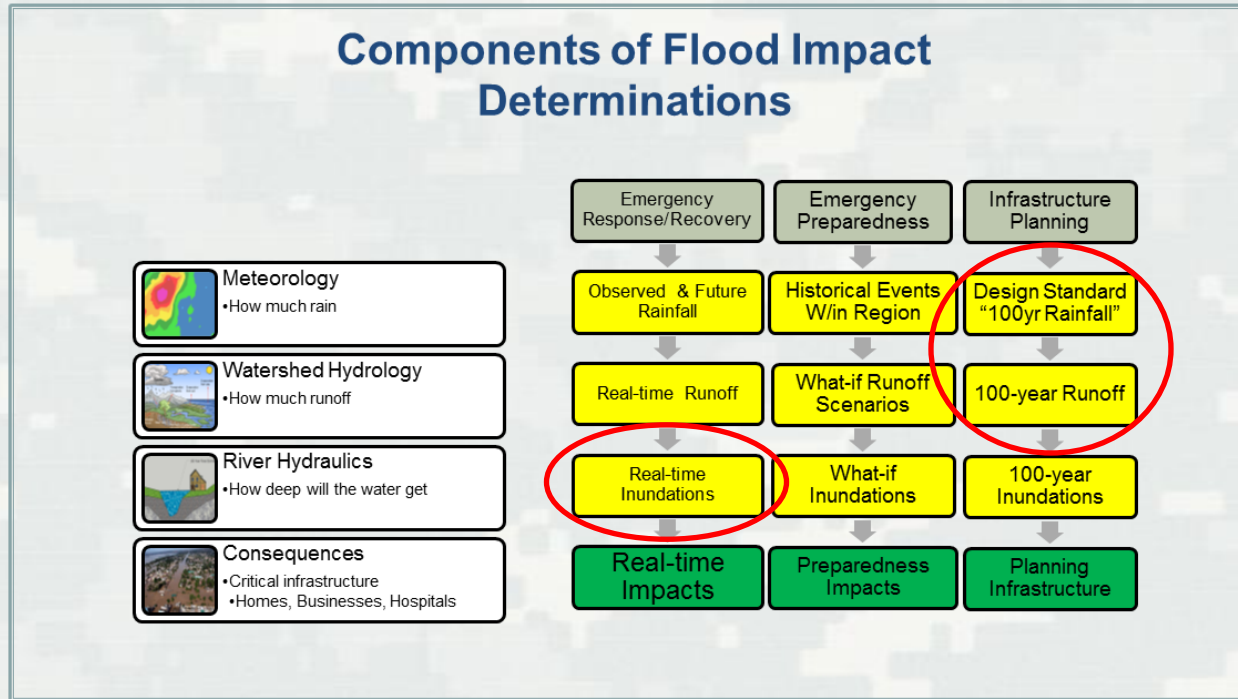 Components of Flood Impact
Determinations
Meteorology
•How much rain
Watershed Hydrology
•How much runoff
River Hydraulics
•How deep will the water get
Consequences
•Critical infrastructure
•Homes, Businesses, Hospitals
Emergency
Response/Recovery
Observed & Future
Rainfall
Real-time Runoff
Real-time
Inundations
Real-time
Impacts
Emergency
Preparedness
Historical Events
W/in Region
What-if Runoff
Scenarios
What-if
Inundations
Preparedness
Impacts
Infrastructure
Planning
Design Standard
“100yr Rainfall”
100-year Runoff
100-year
Inundations
Planning
Infrastructure